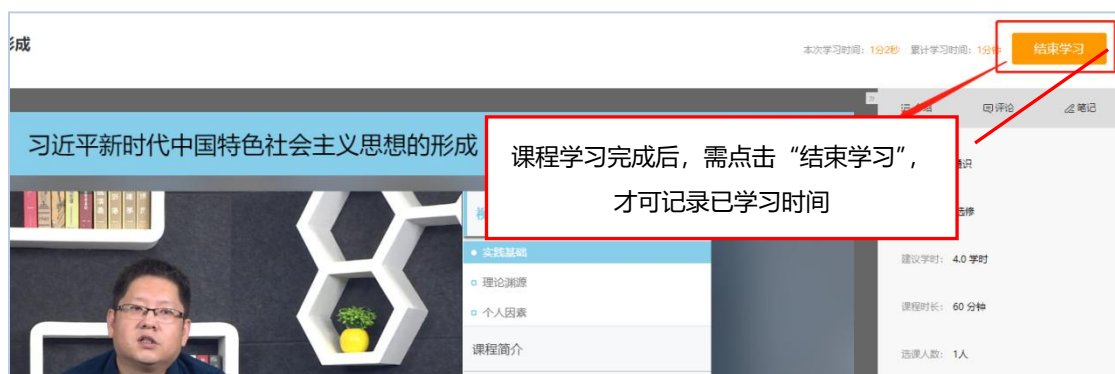 形成
本次学习时间：1分2秒 累计学习时间：1分钟 结束学习
评论 笔记
习近平新时代中国特色社会主义思想的形成
课程学习完成后，需点击“结束学习”，
才可记录已学习时间
实践基础
理论渊源
个人因素
课程简介
建议学时： 4.0 学时
课程时长： 60 分钟
选课人数： 1人